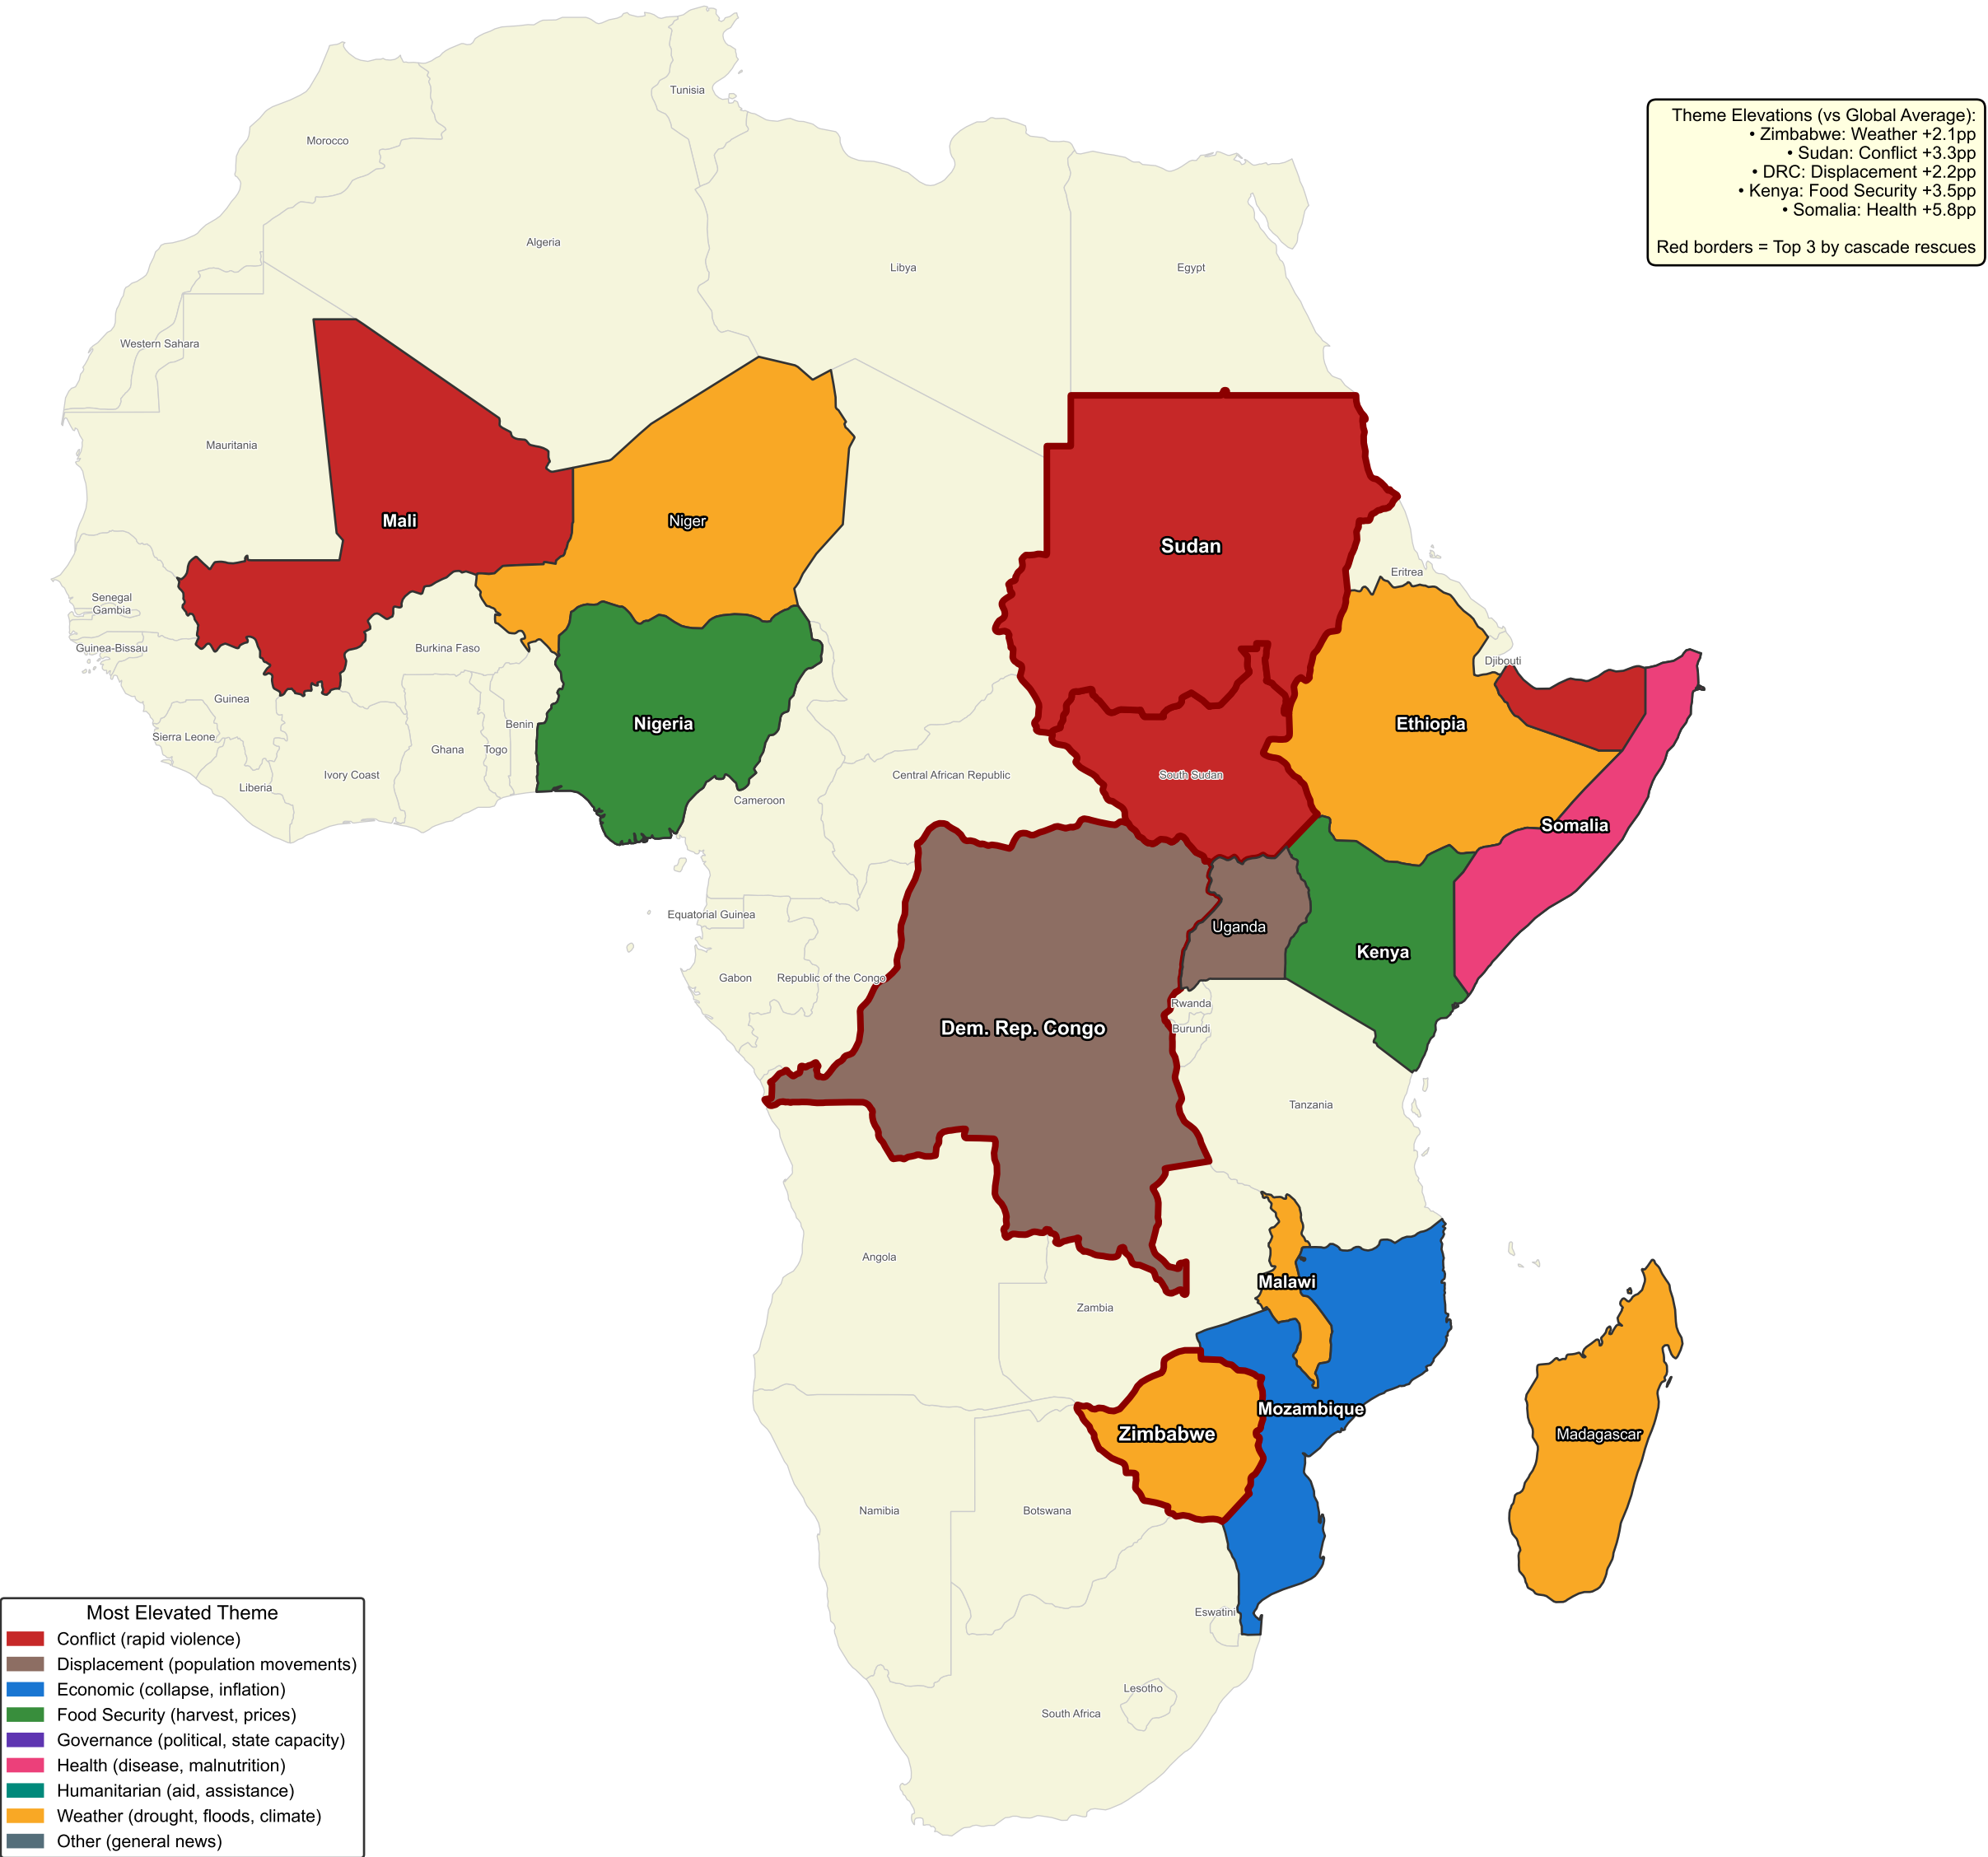 Tunisia
Morocco
Theme Elevations (vs Global Average):
• Zimbabwe: Weather +2.1pp
• Sudan: Conflict +3.3pp
• DRC: Displacement +2.2pp
• Kenya: Food Security +3.5pp
• Somalia: Health +5.8pp
Red borders = Top 3 by cascade rescues
Algeria
Libya
Egypt
Western Sahara
Mauritania
Mali
Niger
Sudan
Eritrea
Senegal
Gambia
Guinea-Bissau
Burkina Faso
Djibouti
Guinea
Sierra Leone
Benin
Nigeria
Ethiopia
Ghana
Togo
Liberia
Ivory Coast
Cameroon
Central African Republic
South Sudan
Somalia
Equatorial Guinea
Uganda
Kenya
Gabon
Republic of the Congo
Rwanda
Dem. Rep. Congo
Burundi
Tanzania
Angola
Malawi
Zambia
Mozambique
Zimbabwe
Madagascar
Namibia
Botswana
Eswatini
Lesotho
South Africa
Most Elevated Theme
Conflict (rapid violence)
Displacement (population movements)
Economic (collapse, inflation)
Food Security (harvest, prices)
Governance (political, state capacity)
Health (disease, malnutrition)
Humanitarian (aid, assistance)
Weather (drought, floods, climate)
Other (general news)